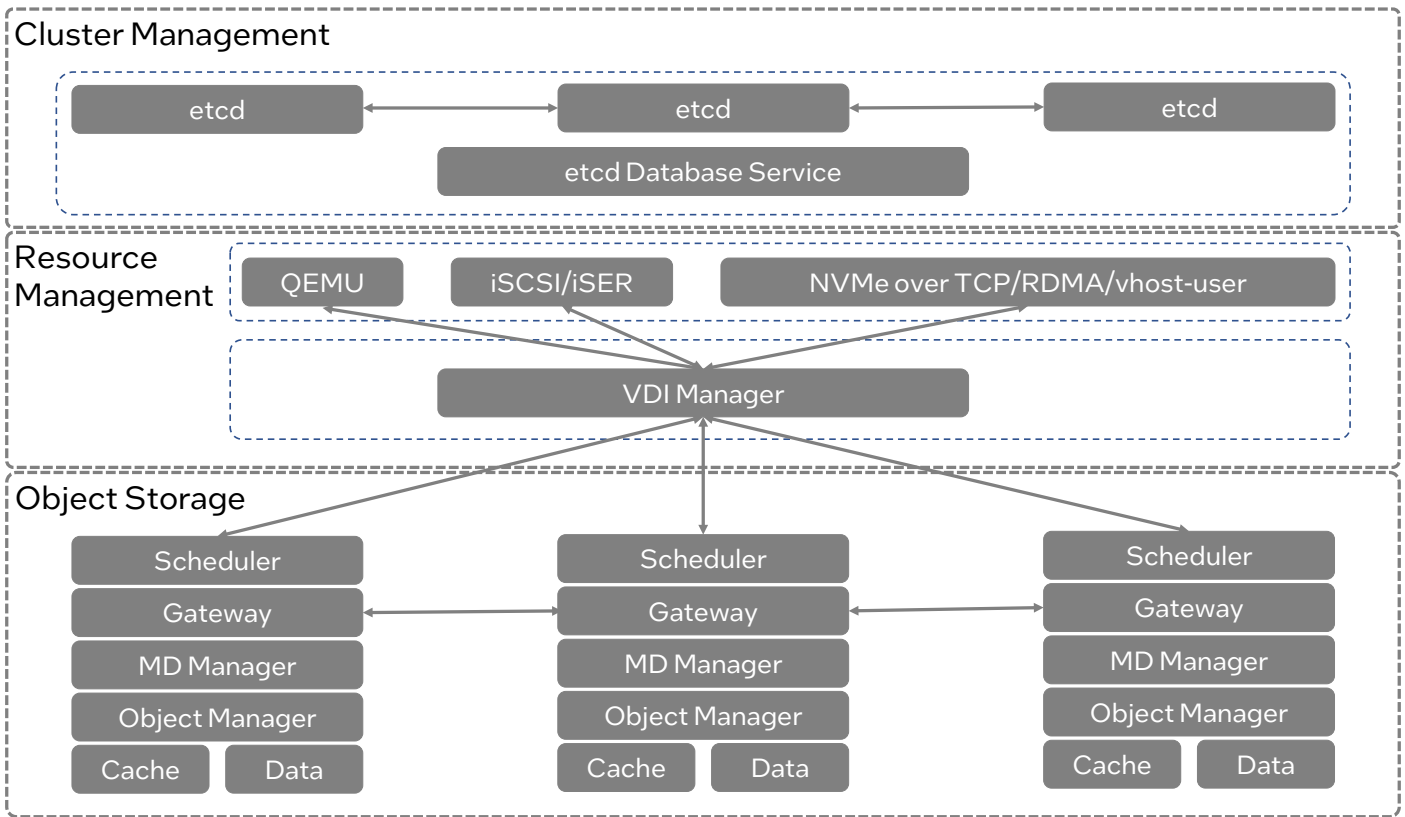 Cluster Management
etcd
etcd
etcd
etcd Database Service
Resource
Management
QEMU
iSCSI/iSER
NVMe over TCP/RDMA/vhost-user
VDI Manager
Object Storage
Scheduler
Gateway
MD Manager
Object Manager
Cache
Data
Scheduler
Gateway
MD Manager
Object Manager
Cache
Data
Scheduler
Gateway
MD Manager
Object Manager
Cache
Data